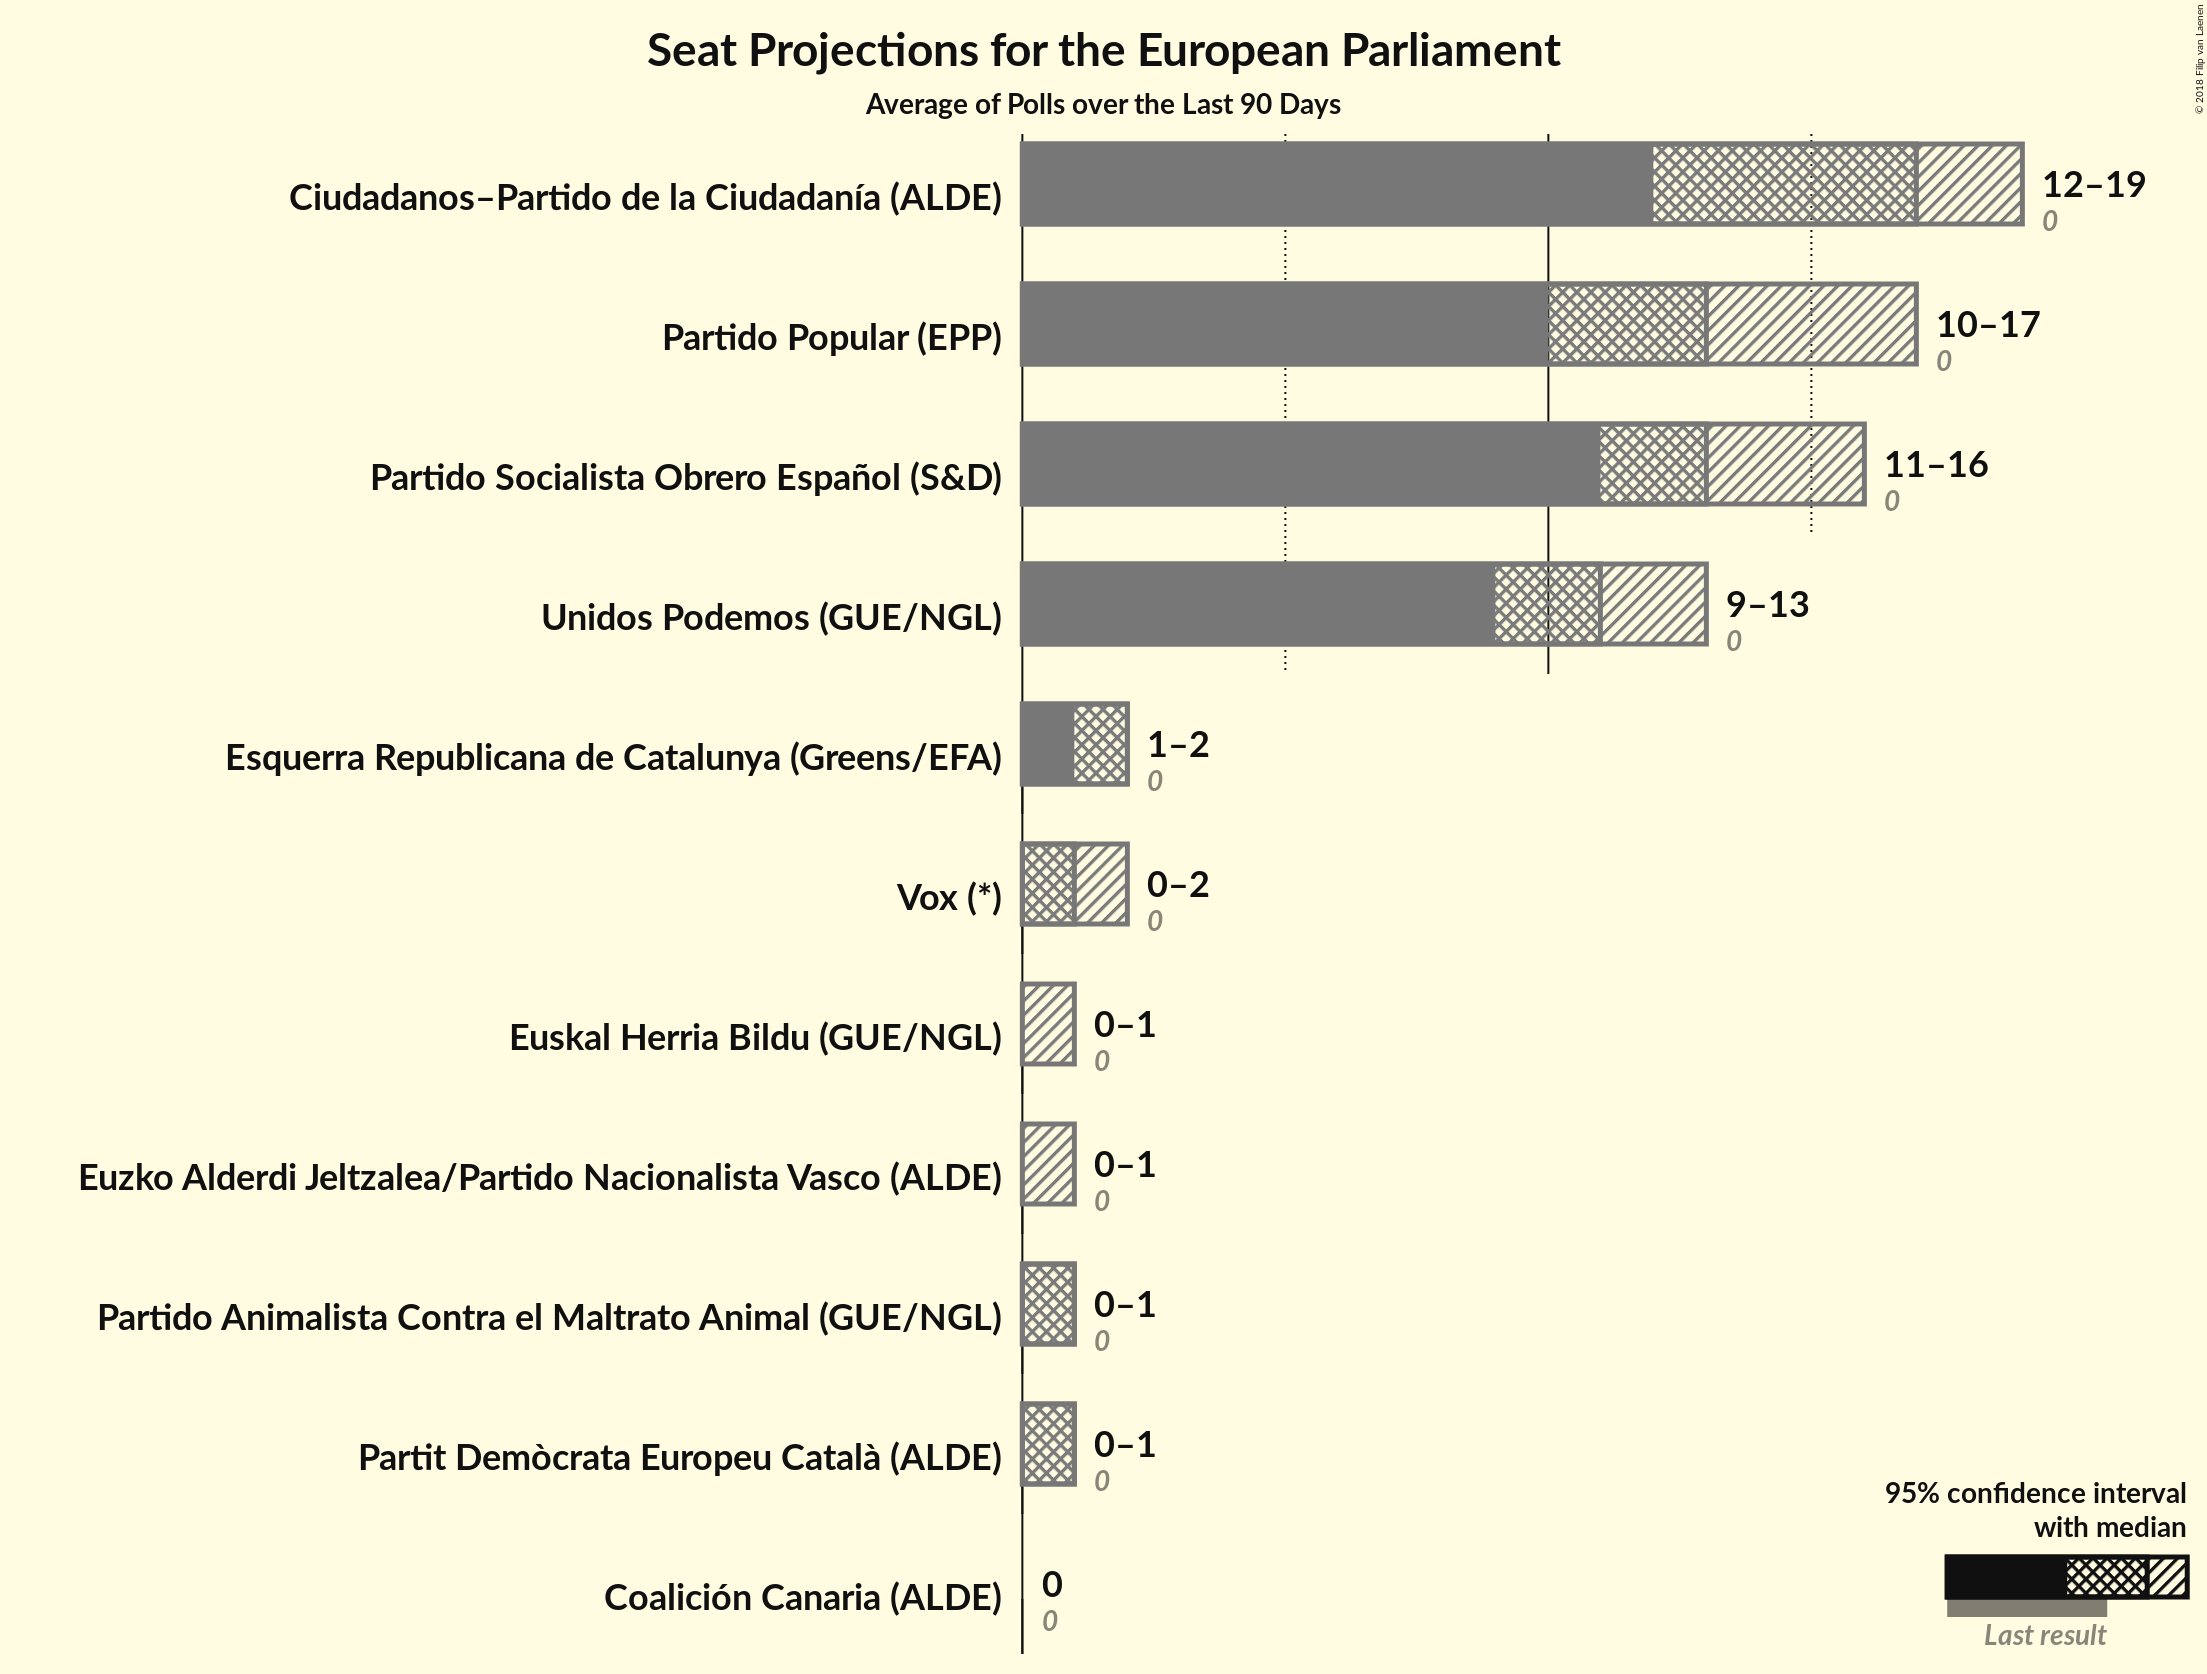 Seat Projections for the European Parliament
Average of Polls over the Last 90 Days
© 2018 Filip van Laenen
Ciudadanos–Partido de la Ciudadanía (ALDE)
12–19
0
Partido Popular (EPP)
10–17
0
Partido Socialista Obrero Español (S&D)
11–16
0
Unidos Podemos (GUE/NGL)
9–13
0
Esquerra Republicana de Catalunya (Greens/EFA)
1–2
0
Vox (*)
0–2
0
Euskal Herria Bildu (GUE/NGL)
0–1
0
Euzko Alderdi Jeltzalea/Partido Nacionalista Vasco (ALDE)
0–1
0
Partido Animalista Contra el Maltrato Animal (GUE/NGL)
0–1
0
Partit Demòcrata Europeu Català (ALDE)
0–1
0
Coalición Canaria (ALDE)
0
0
95% confidence interval
with median
Last result